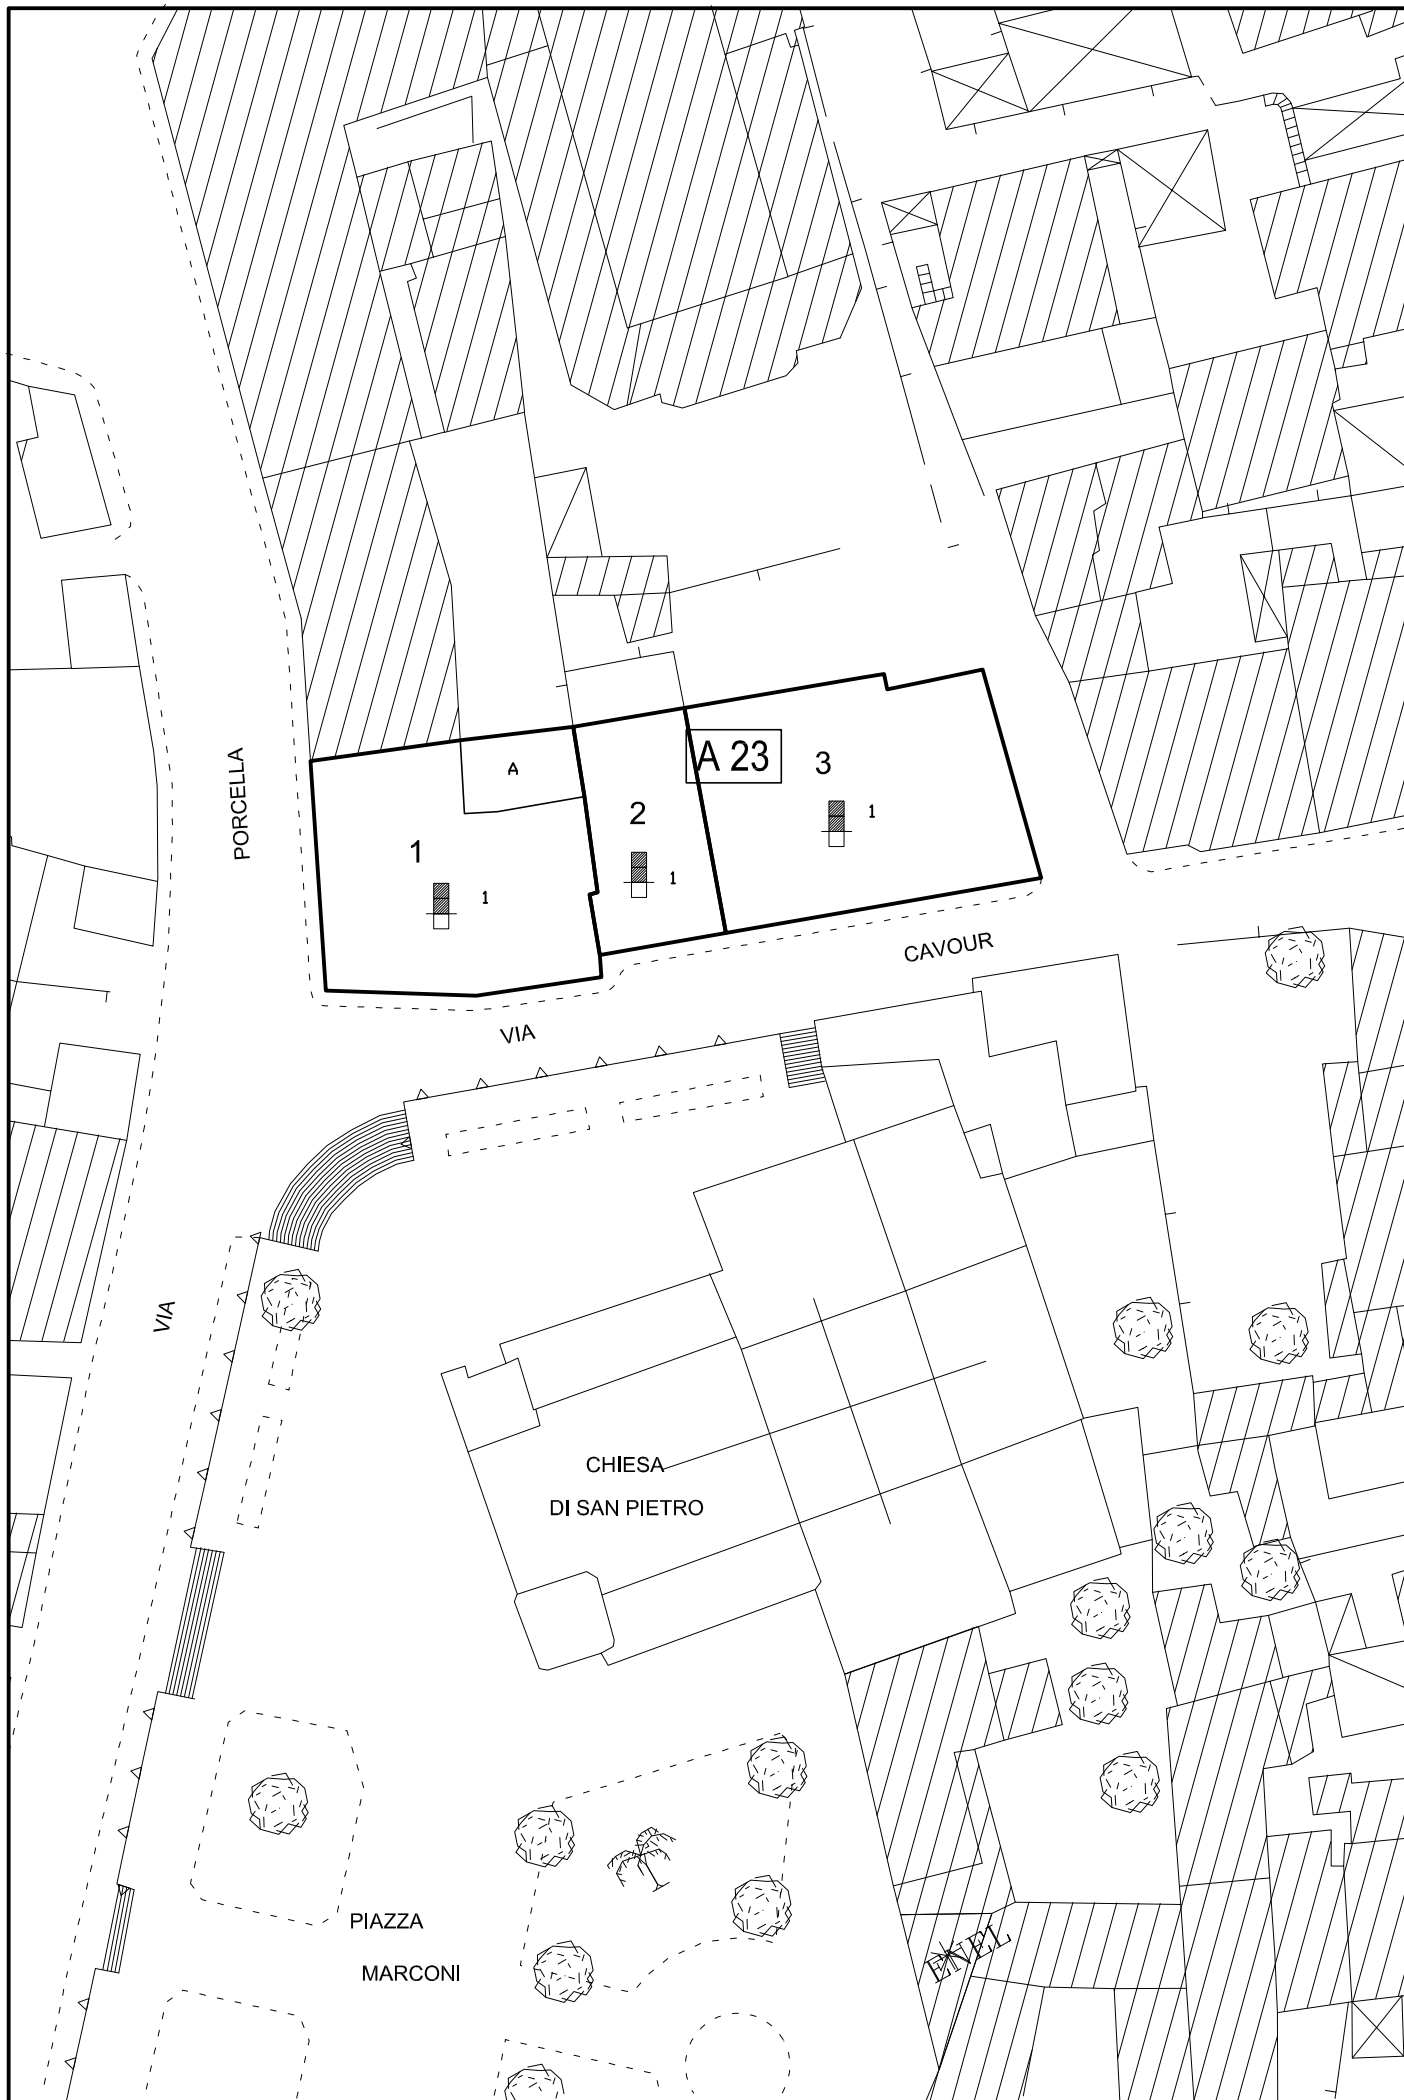 A 23
3
1
A
2
1
1
1
PORCELLA
CAVOUR
VIA
VIA
CHIESA
DI SAN PIETRO
PIAZZA
MARCONI
ENEL